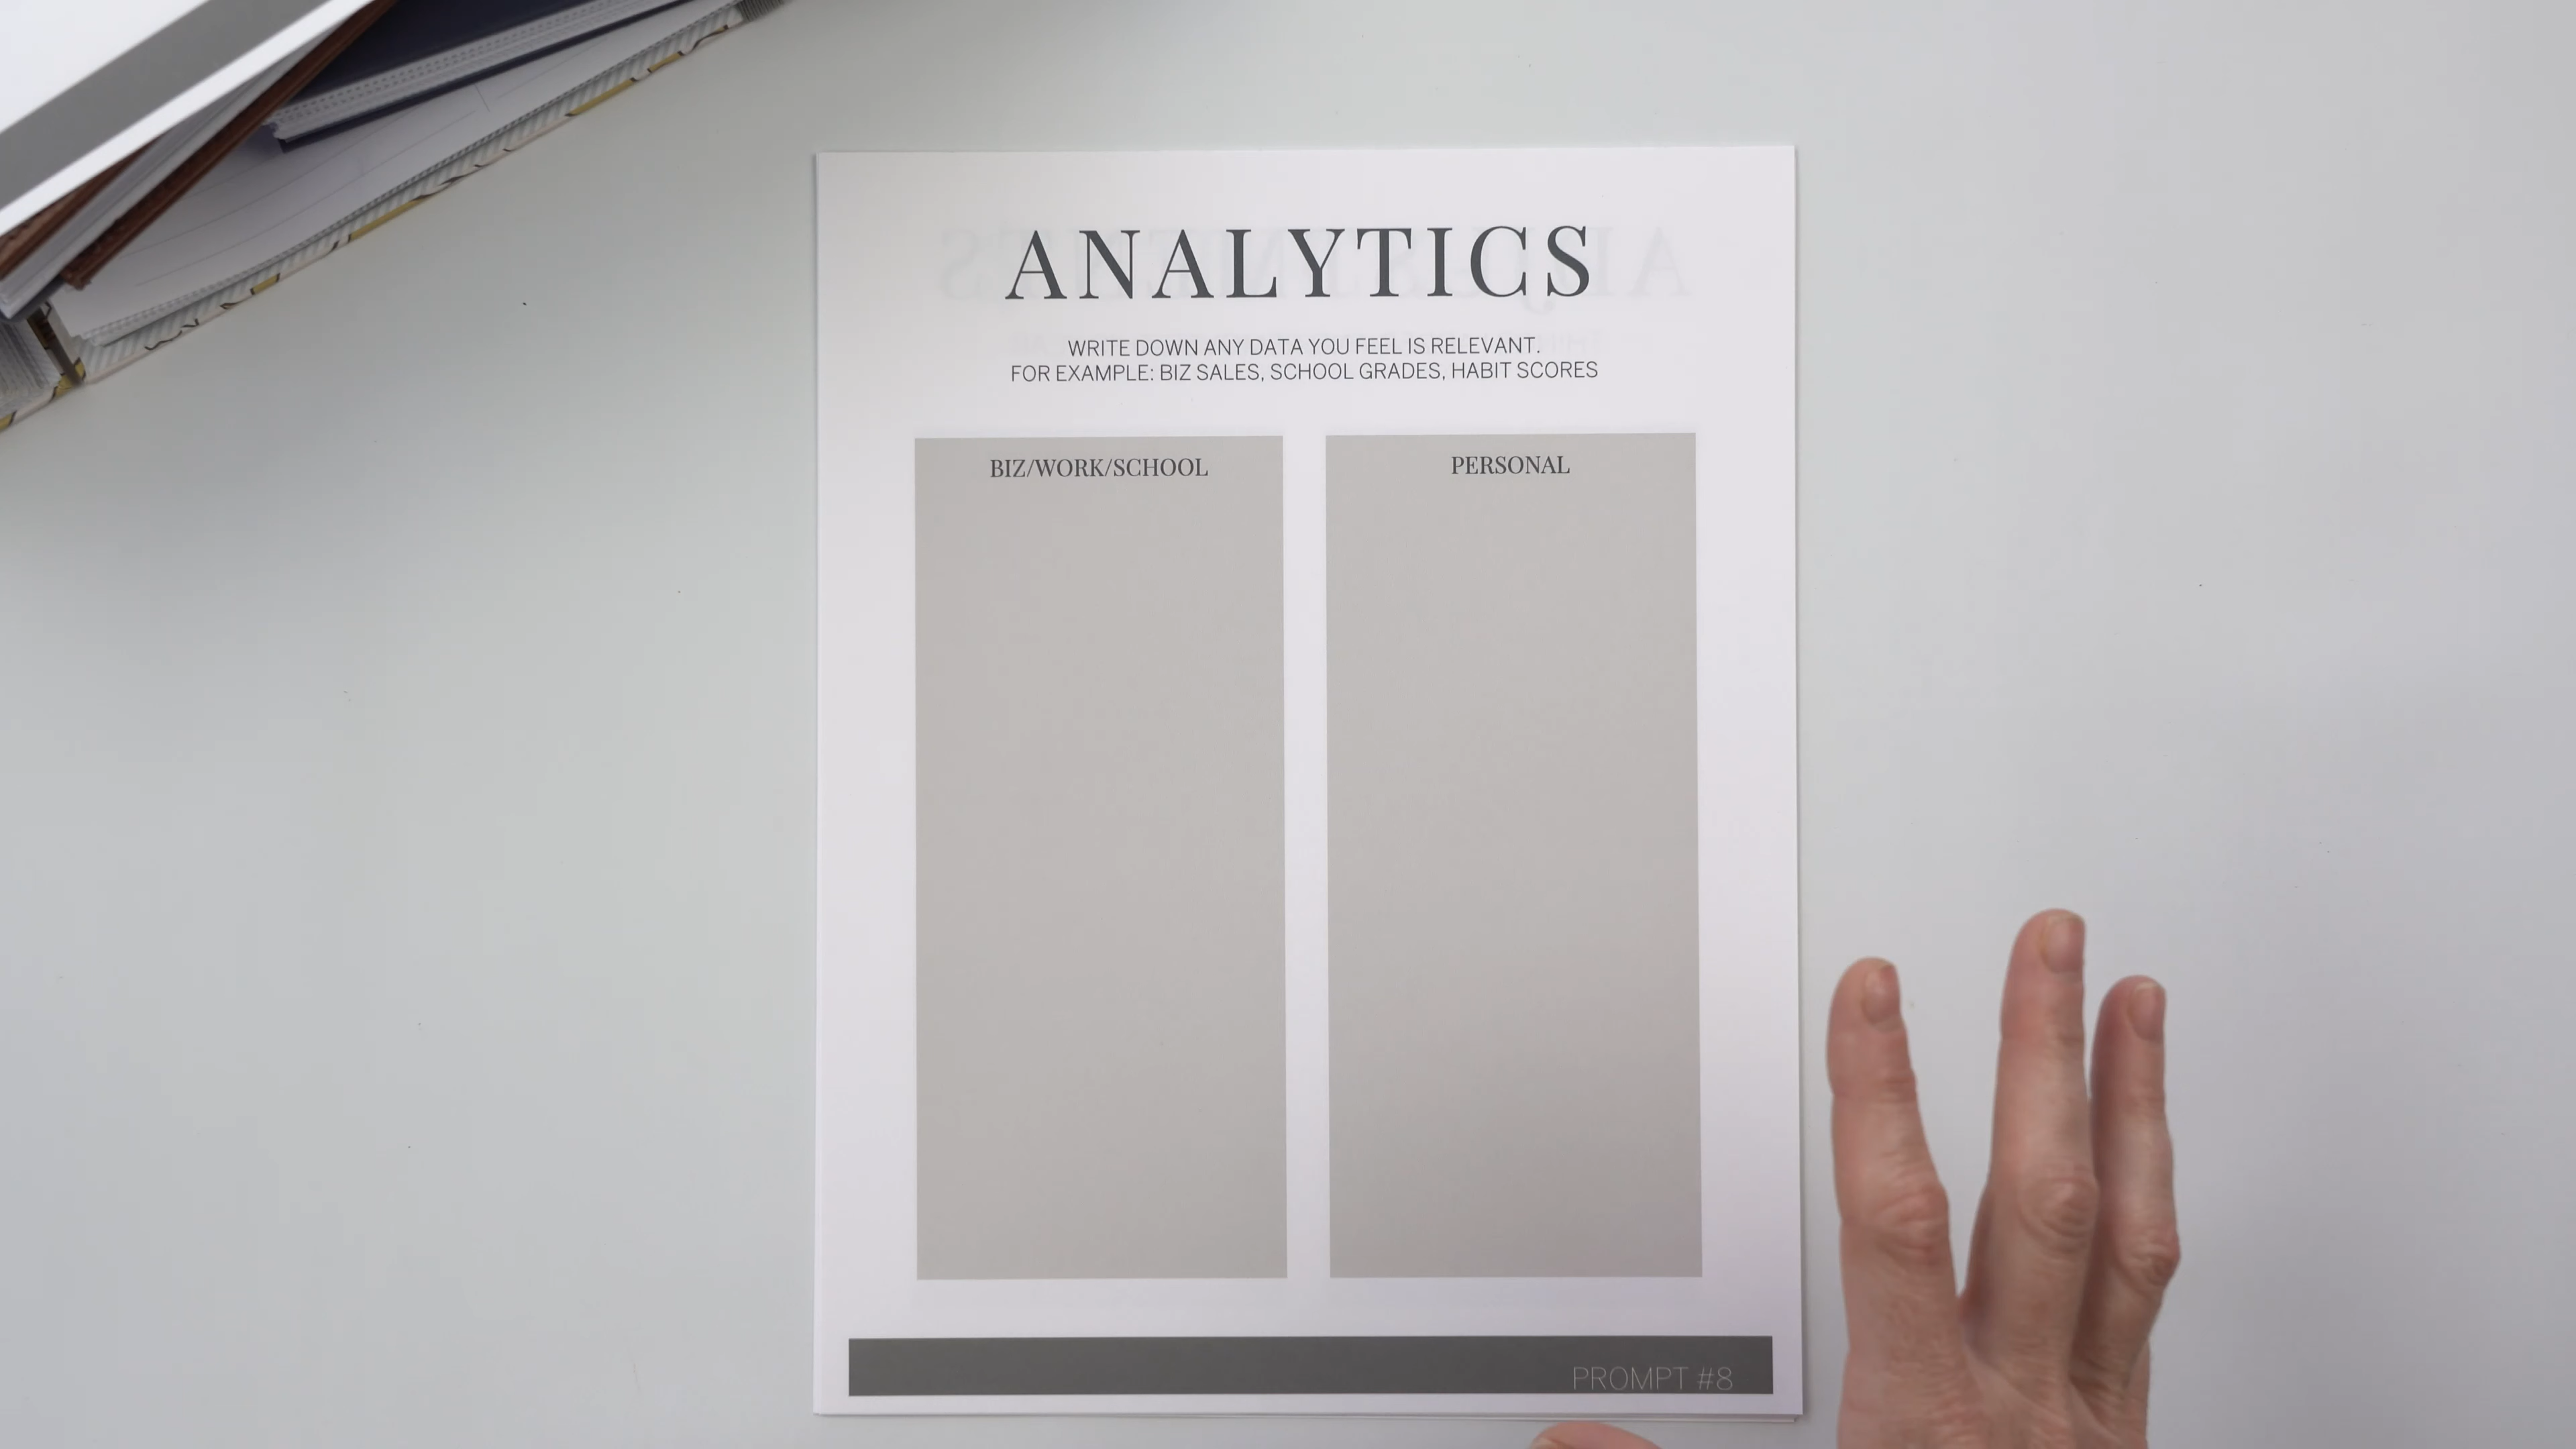 ANALYTICS
WRITE DOWN ANY DATA YOU FEEL IS RELEVANT.
FOR EXAMPLE: BIZ SALES, SCHOOL GRADES, HABIT SCORES
BIZ/WORK/SCHOOL
PERSONAL
PROMPT #8